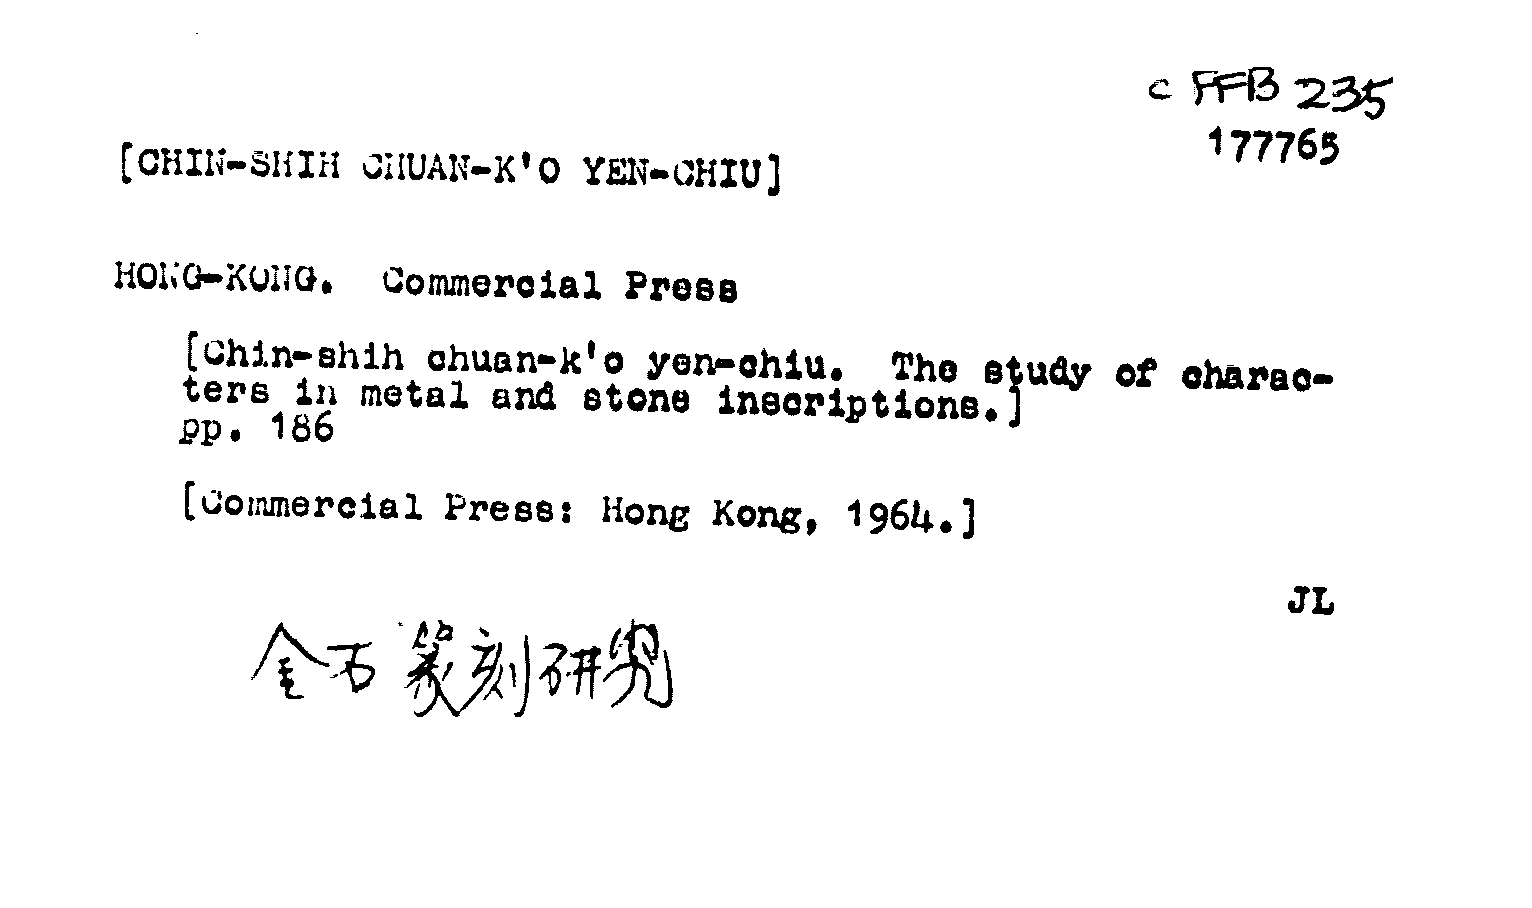 c FFB 235
177765
[CHIN-SHIH CHUAN-K'O YEN-CHIU]
HONG-KONG. Commercial Press
[Chin-shih chuan-k'o yen-chiu. The study of charac-
ters in metal and stone inscriptions.]
pp. 186
[Commercial Press: Hong Kong, 1964.]
JL
金石篆刻研究